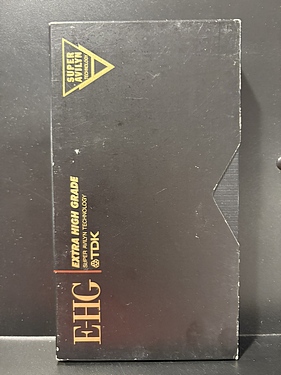 SUPER
AVILYN
TECHNOLOGY
E-HG
EXTRA HIGH GRADE
SUPER AVILYN TECHNOLOGY
TDK